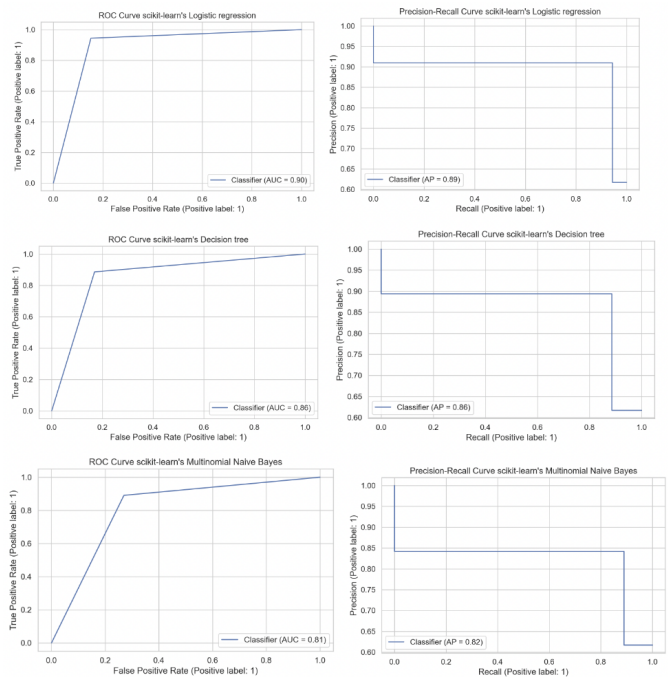 ROC Curve scikit-learn's Logistic regression
1.0
0.8
0.6
0.4
0.2
0.0
True Positive Rate (Positive label: 1)
Classifier (AUC = 0.90)
0.0 0.2 0.4 0.6 0.8 1.0
False Positive Rate (Positive label: 1)
Precision-Recall Curve scikit-learn's Logistic regression
1.00
0.95
0.90
0.85
0.80
0.75
0.70
0.65
0.60
Precision (Positive label: 1)
Classifier (AP = 0.89)
0.0 0.2 0.4 0.6 0.8 1.0
Recall (Positive label: 1)
ROC Curve scikit-learn's Decision tree
1.0
0.8
0.6
0.4
0.2
0.0
True Positive Rate (Positive label: 1)
Classifier (AUC = 0.86)
0.0 0.2 0.4 0.6 0.8 1.0
False Positive Rate (Positive label: 1)
Precision-Recall Curve scikit-learn's Decision tree
1.00
0.95
0.90
0.85
0.80
0.75
0.70
0.65
0.60
Precision (Positive label: 1)
Classifier (AP = 0.86)
0.0 0.2 0.4 0.6 0.8 1.0
Recall (Positive label: 1)
ROC Curve scikit-learn's Multinomial Naive Bayes
1.0
0.8
0.6
0.4
0.2
0.0
True Positive Rate (Positive label: 1)
Classifier (AUC = 0.81)
0.0 0.2 0.4 0.6 0.8 1.0
False Positive Rate (Positive label: 1)
Precision-Recall Curve scikit-learn's Multinomial Naive Bayes
1.00
0.95
0.90
0.85
0.80
0.75
0.70
0.65
0.60
Precision (Positive label: 1)
Classifier (AP = 0.82)
0.0 0.2 0.4 0.6 0.8 1.0
Recall (Positive label: 1)